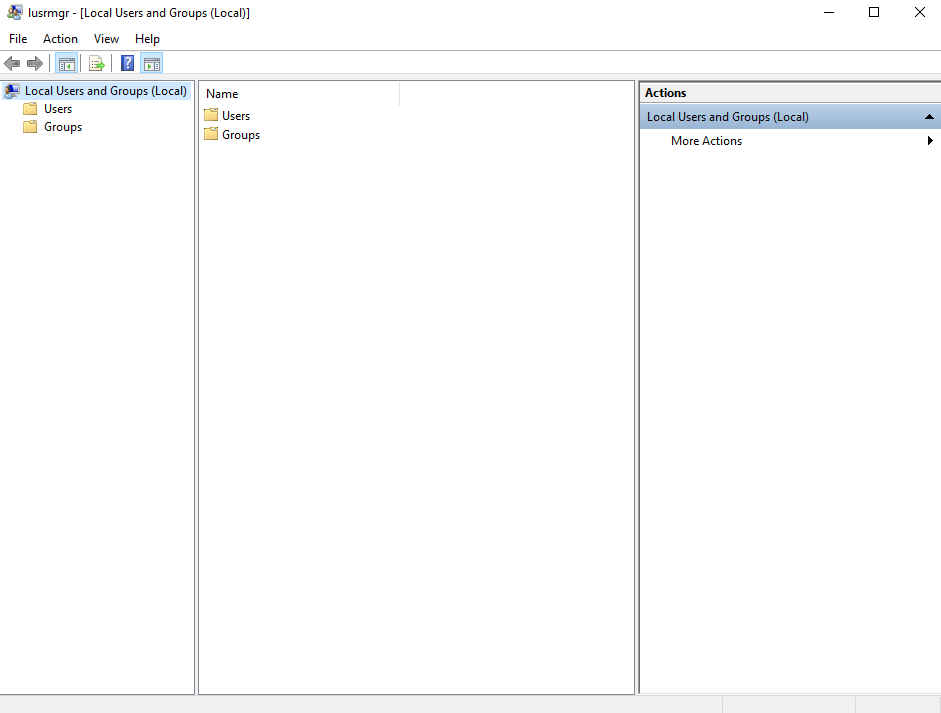 lusrmgr - [Local Users and Groups (Local)]
File Action View Help
Local Users and Groups (Local)
Users
Groups
Name
Users
Groups
Actions
Local Users and Groups (Local)
More Actions